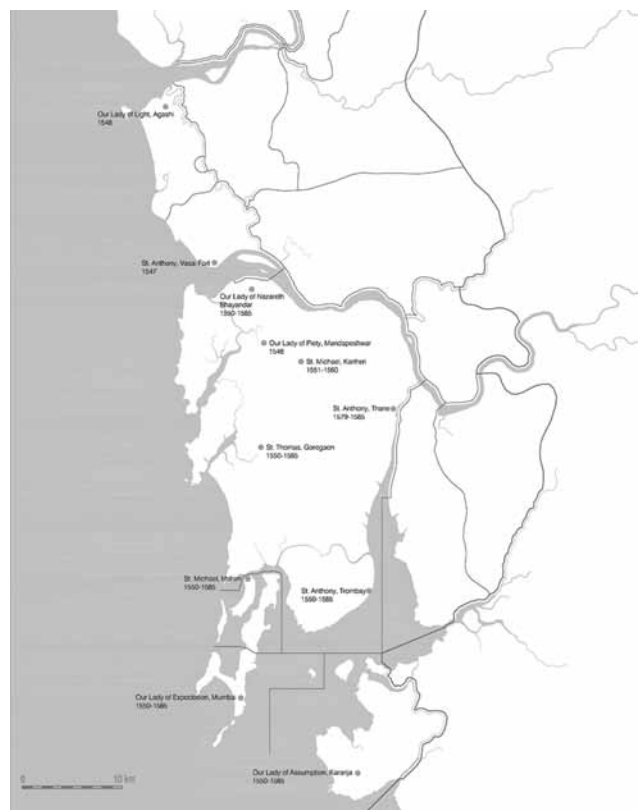 Our Lady of Light, Agashi
1548
St. Anthony, Vasai Fort
1547
Our Lady of Nazareth
Bhayandar
1550-1585
Our Lady of Piety, Mandapeshwar
1548
St. Michael, Kanheri
1551-1560
St. Anthony, Thane
1579-1585
St. Thomas, Goregaon
1550-1585
St. Michael, Mahim
1550-1585
St. Anthony, Trombay
1550-1585
Our Lady of Expectation, Mumbai
1550-1585
Our Lady of Assumption, Karanja
1550-1585
0 10 km